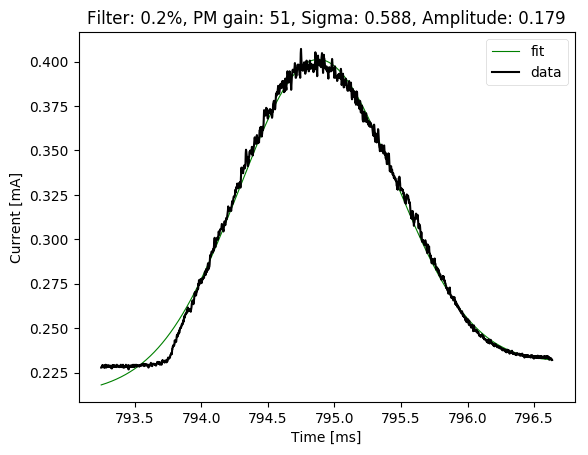 Filter: 0.2%, PM gain: 51, Sigma: 0.588, Amplitude: 0.179
fit
data
Current [mA]
0.400
0.375
0.350
0.325
0.300
0.275
0.250
0.225
793.5 794.0 794.5 795.0 795.5 796.0 796.5
Time [ms]